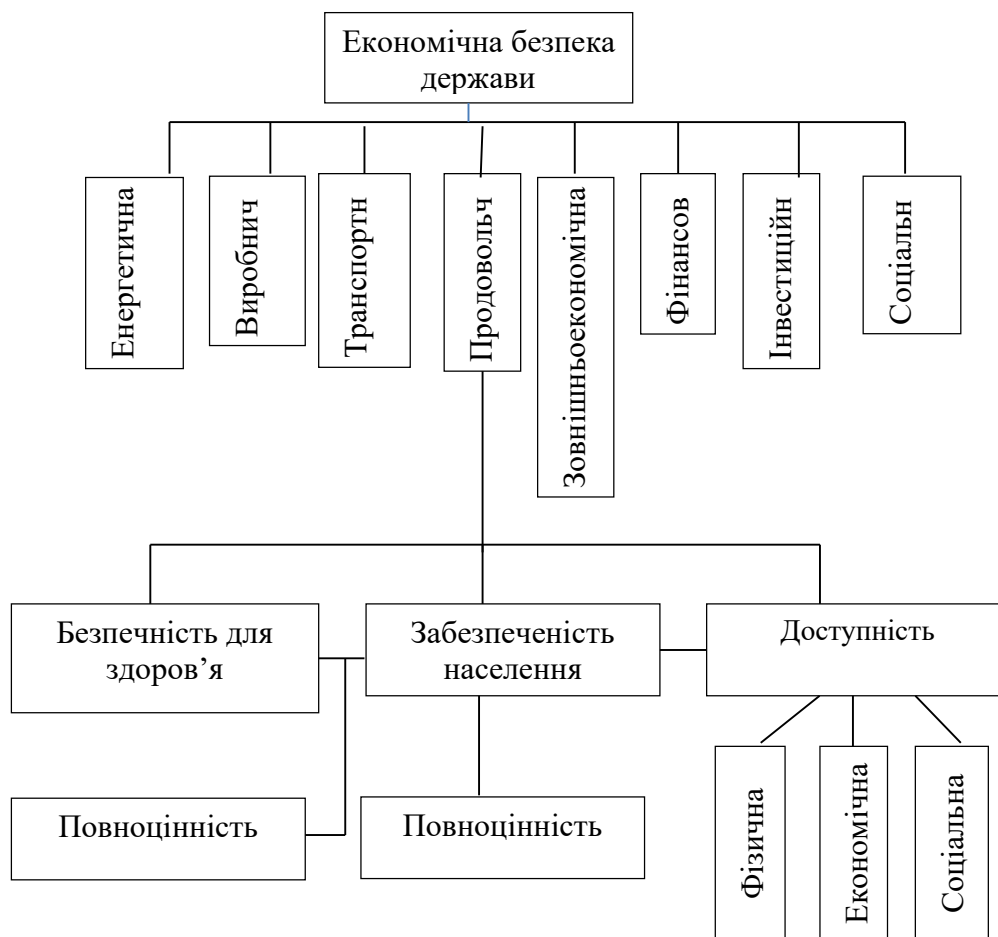 Економічна безпека
держави
Енергетична
Виробнич
Транспортн
Продовольч
Зовнішньоекономічна
Фінансов
Інвестиційн
Соціальн
Безпечність для
здоров’я
Забезпеченість
населення
Доступність
Повноцінність
Повноцінність
Фізична
Економічна
Соціальна